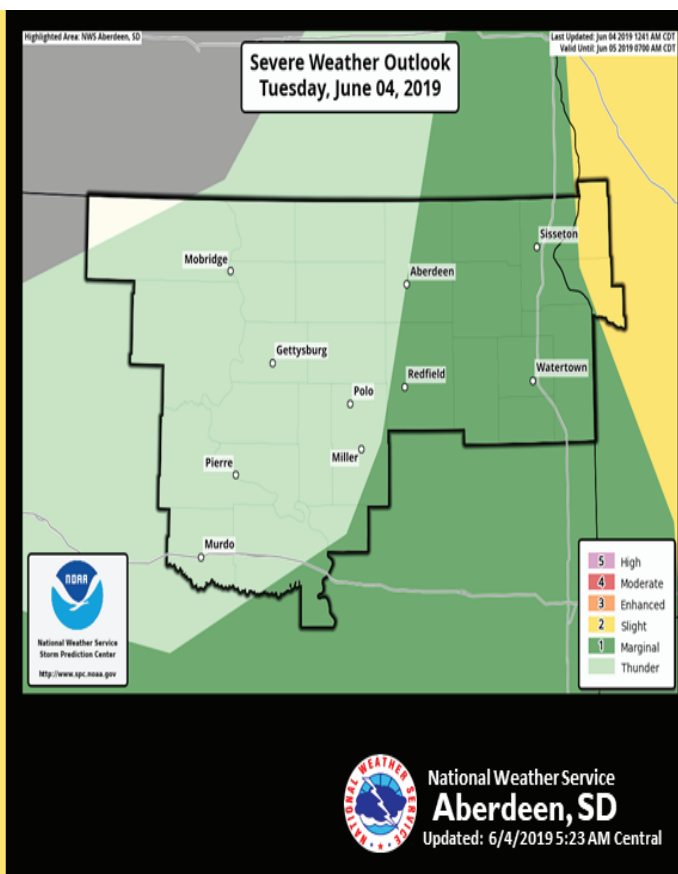 Highlighted Area: NWS Aberdeen, SD
Last Updated: Jun 04 2019 1241 AM CDT
Valid Until: Jun 05 2019 0700 AM CDT
Severe Weather Outlook
Tuesday, June 04, 2019
Sisseton
Mobridge
Aberdeen
Gettysburg
Redfield
Watertown
Polo
Miller
Pierre
Murdo
NOAA
National Weather Service
Storm Prediction Center
http://www.spc.noaa.gov
5 High
4 Moderate
3 Enhanced
2 Slight
1 Marginal
Thunder
NATIONAL WEATHER SERVICE
National Weather Service
Aberdeen, SD
Updated: 6/4/2019 5:23 AM Central